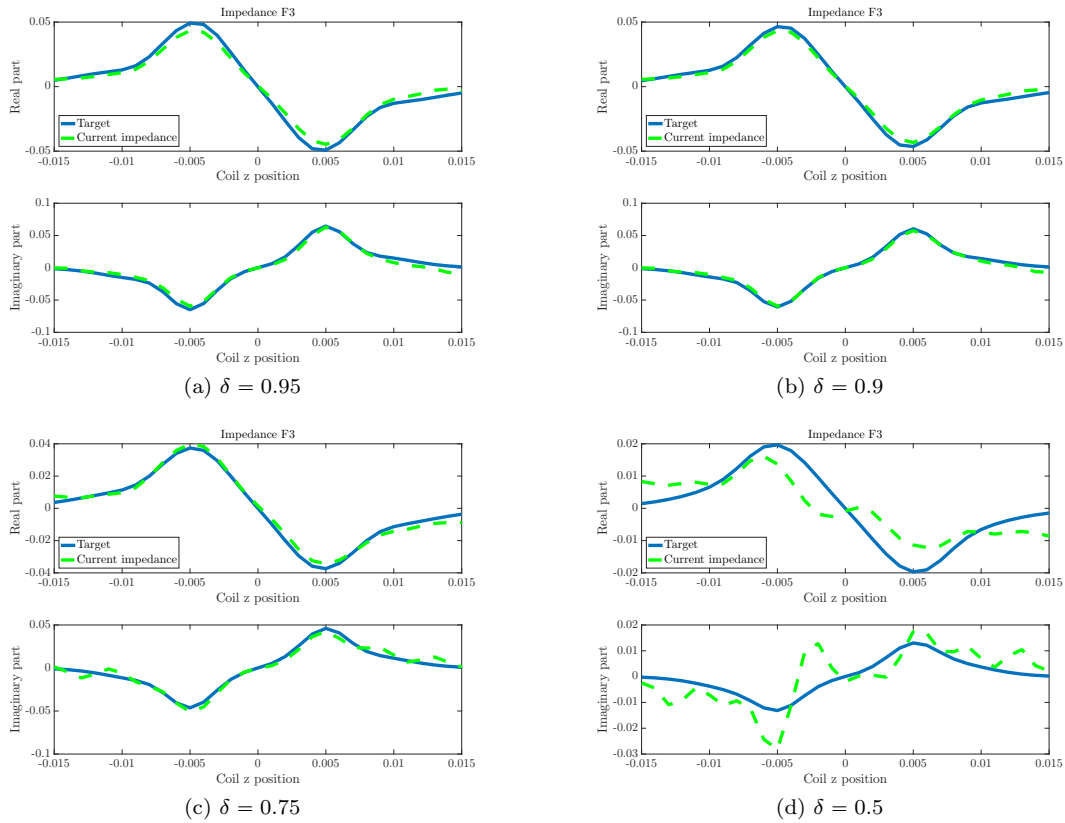 Impedance F3
0.05
0
-0.05
Real part
Target
Current impedance
-0.015 -0.01 -0.005 0 0.005 0.01 0.015
Coil z position
0.1
0.05
0
-0.05
-0.1
Imaginary part
-0.015 -0.01 -0.005 0 0.005 0.01 0.015
Coil z position
(a) δ = 0.95
Impedance F3
0.05
0
-0.05
Real part
Target
Current impedance
-0.015 -0.01 -0.005 0 0.005 0.01 0.015
Coil z position
0.1
0.05
0
-0.05
-0.1
Imaginary part
-0.015 -0.01 -0.005 0 0.005 0.01 0.015
Coil z position
(b) δ = 0.9
Impedance F3
0.04
0.02
0
-0.02
-0.04
Real part
Target
Current impedance
-0.015 -0.01 -0.005 0 0.005 0.01 0.015
Coil z position
0.05
0
-0.05
-0.1
Imaginary part
-0.015 -0.01 -0.005 0 0.005 0.01 0.015
Coil z position
(c) δ = 0.75
Impedance F3
0.02
0.01
0
-0.01
-0.02
Real part
Target
Current impedance
-0.015 -0.01 -0.005 0 0.005 0.01 0.015
Coil z position
0.02
0.01
0
-0.01
-0.02
-0.03
Imaginary part
-0.015 -0.01 -0.005 0 0.005 0.01 0.015
Coil z position
(d) δ = 0.5